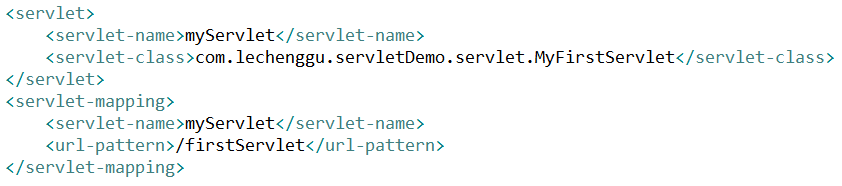 <servlet>
    <servlet-name>myServlet</servlet-name>
    <servlet-class>com.lechenggu.servletDemo.servlet.MyFirstServlet</servlet-class>
</servlet>
<servlet-mapping>
    <servlet-name>myServlet</servlet-name>
    <url-pattern>/firstServlet</url-pattern>
</servlet-mapping>